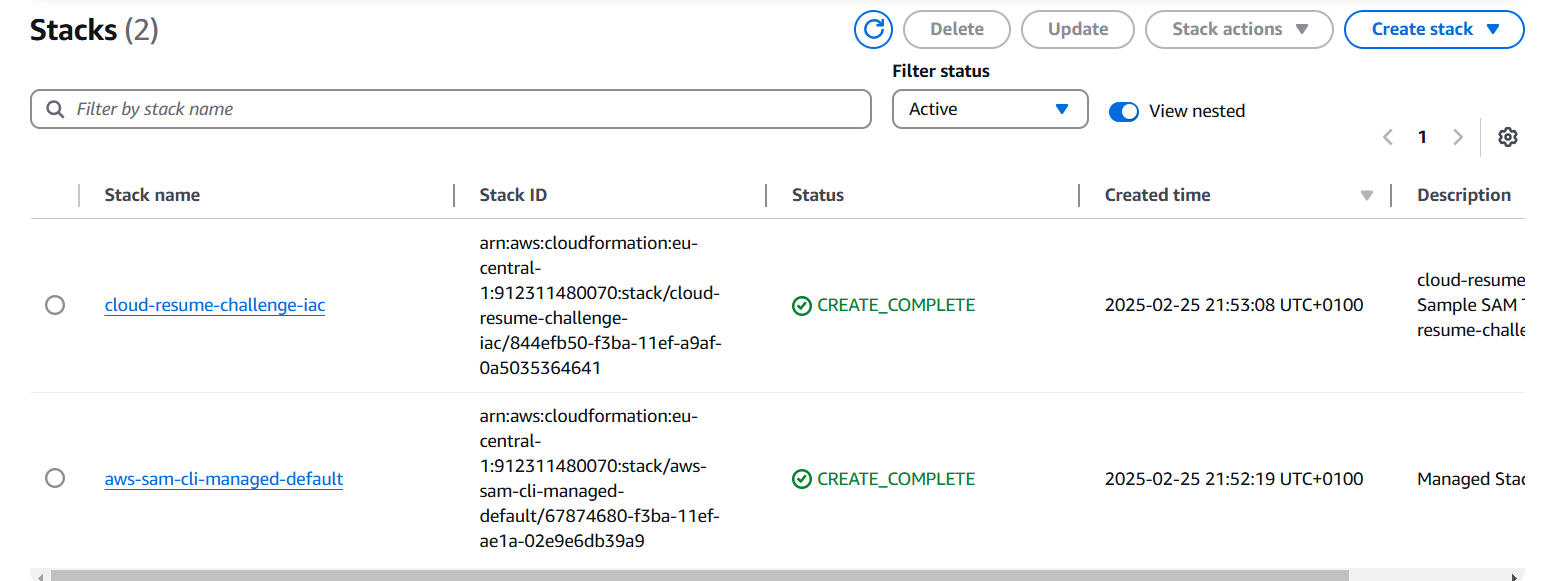 Stacks (2)
Delete
Update
Stack actions
Create stack
Filter status
Filter by stack name
Active
View nested
1
Stack name
Stack ID
Status
Created time
Description
cloud-resume-challenge-iac
arn:aws:cloudformation:eu-
central-
1:912311480070:stack/cloud-
resume-challenge-
iac/844efb50-f3ba-11ef-a9af-
0a5035364641
CREATE_COMPLETE
2025-02-25 21:53:08 UTC+0100
cloud-resume
Sample SAM
resume-challe
aws-sam-cli-managed-default
arn:aws:cloudformation:eu-
central-
1:912311480070:stack/aws-
sam-cli-managed-
default/67874680-f3ba-11ef-
ae1a-02e9e6db39a9
CREATE_COMPLETE
2025-02-25 21:52:19 UTC+0100
Managed Stac